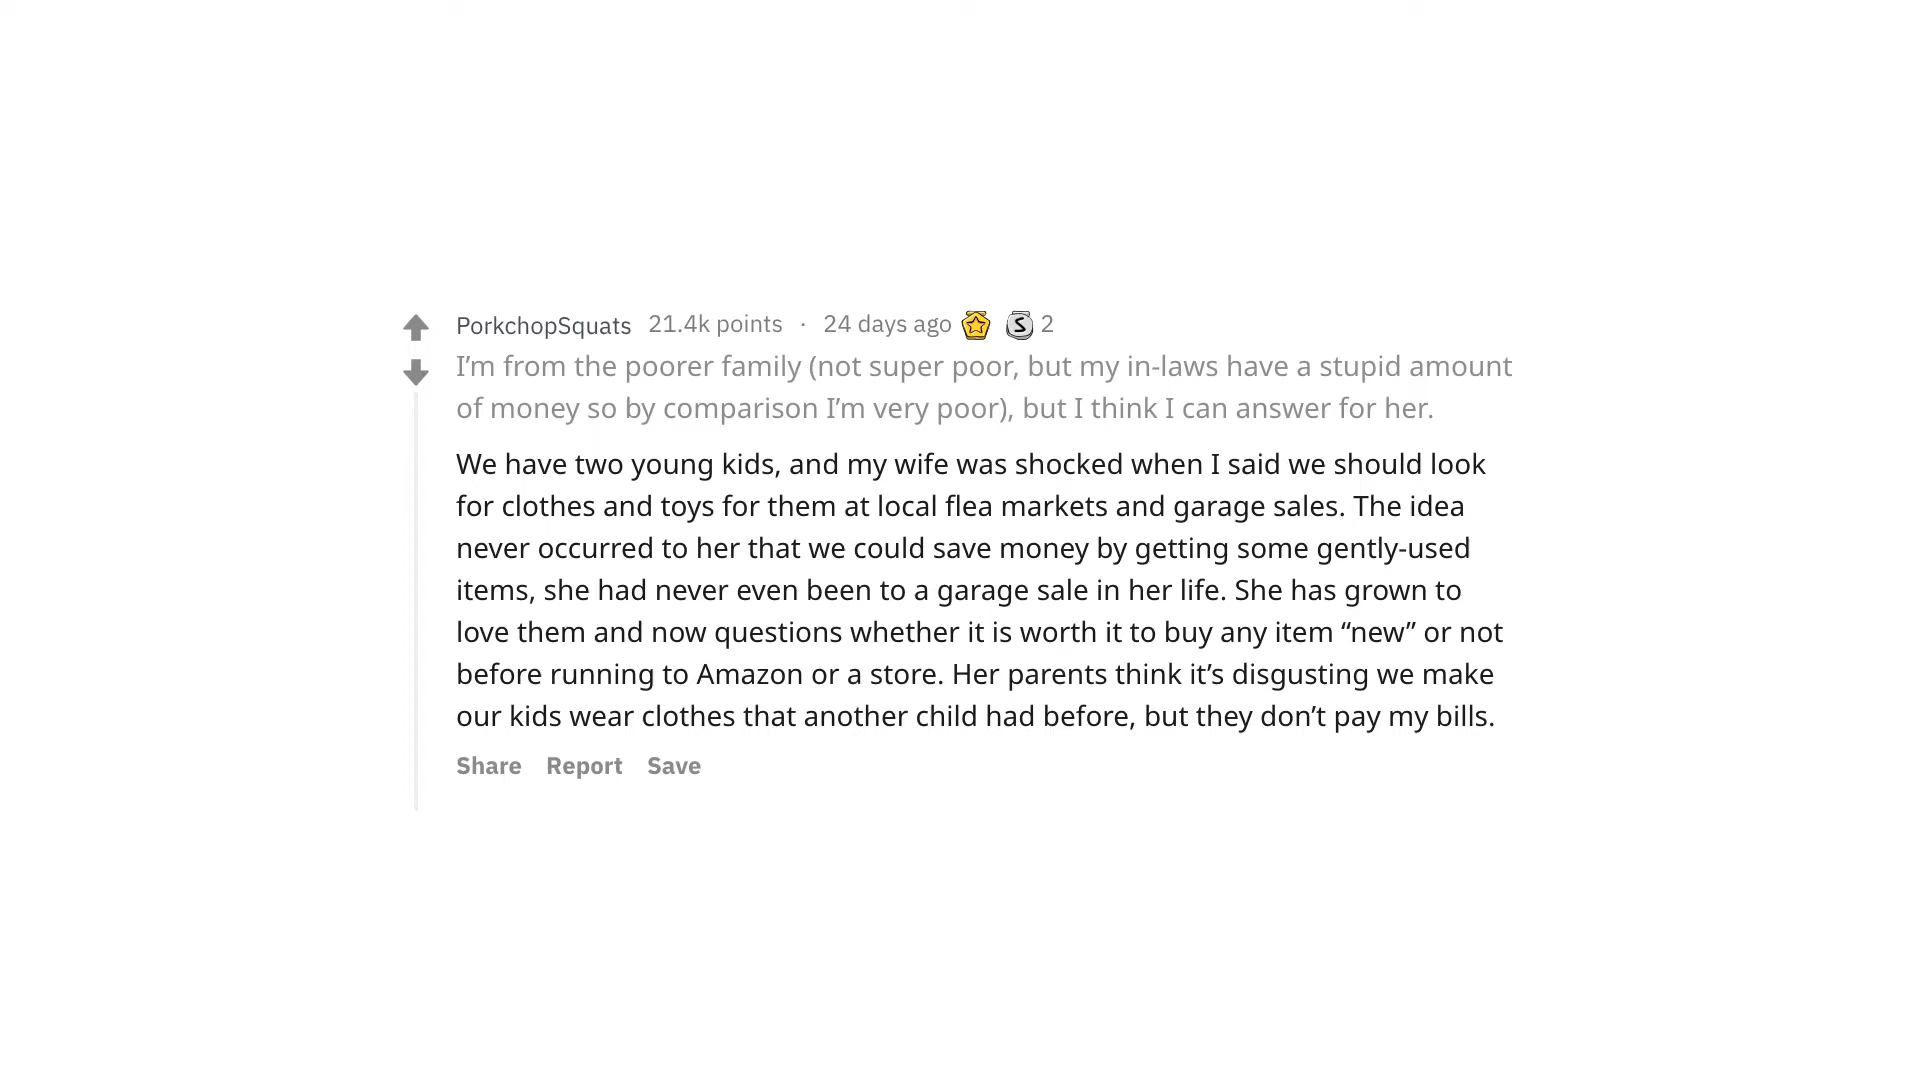 PorkchopSquats 21.4k points · 24 days ago S 2
I’m from the poorer family (not super poor, but my in-laws have a stupid amount
of money so by comparison I’m very poor), but I think I can answer for her.
We have two young kids, and my wife was shocked when I said we should look
for clothes and toys for them at local flea markets and garage sales. The idea
never occurred to her that we could save money by getting some gently-used
items, she had never even been to a garage sale in her life. She has grown to
love them and now questions whether it is worth it to buy any item “new” or not
before running to Amazon or a store. Her parents think it’s disgusting we make
our kids wear clothes that another child had before, but they don’t pay my bills.
Share Report Save